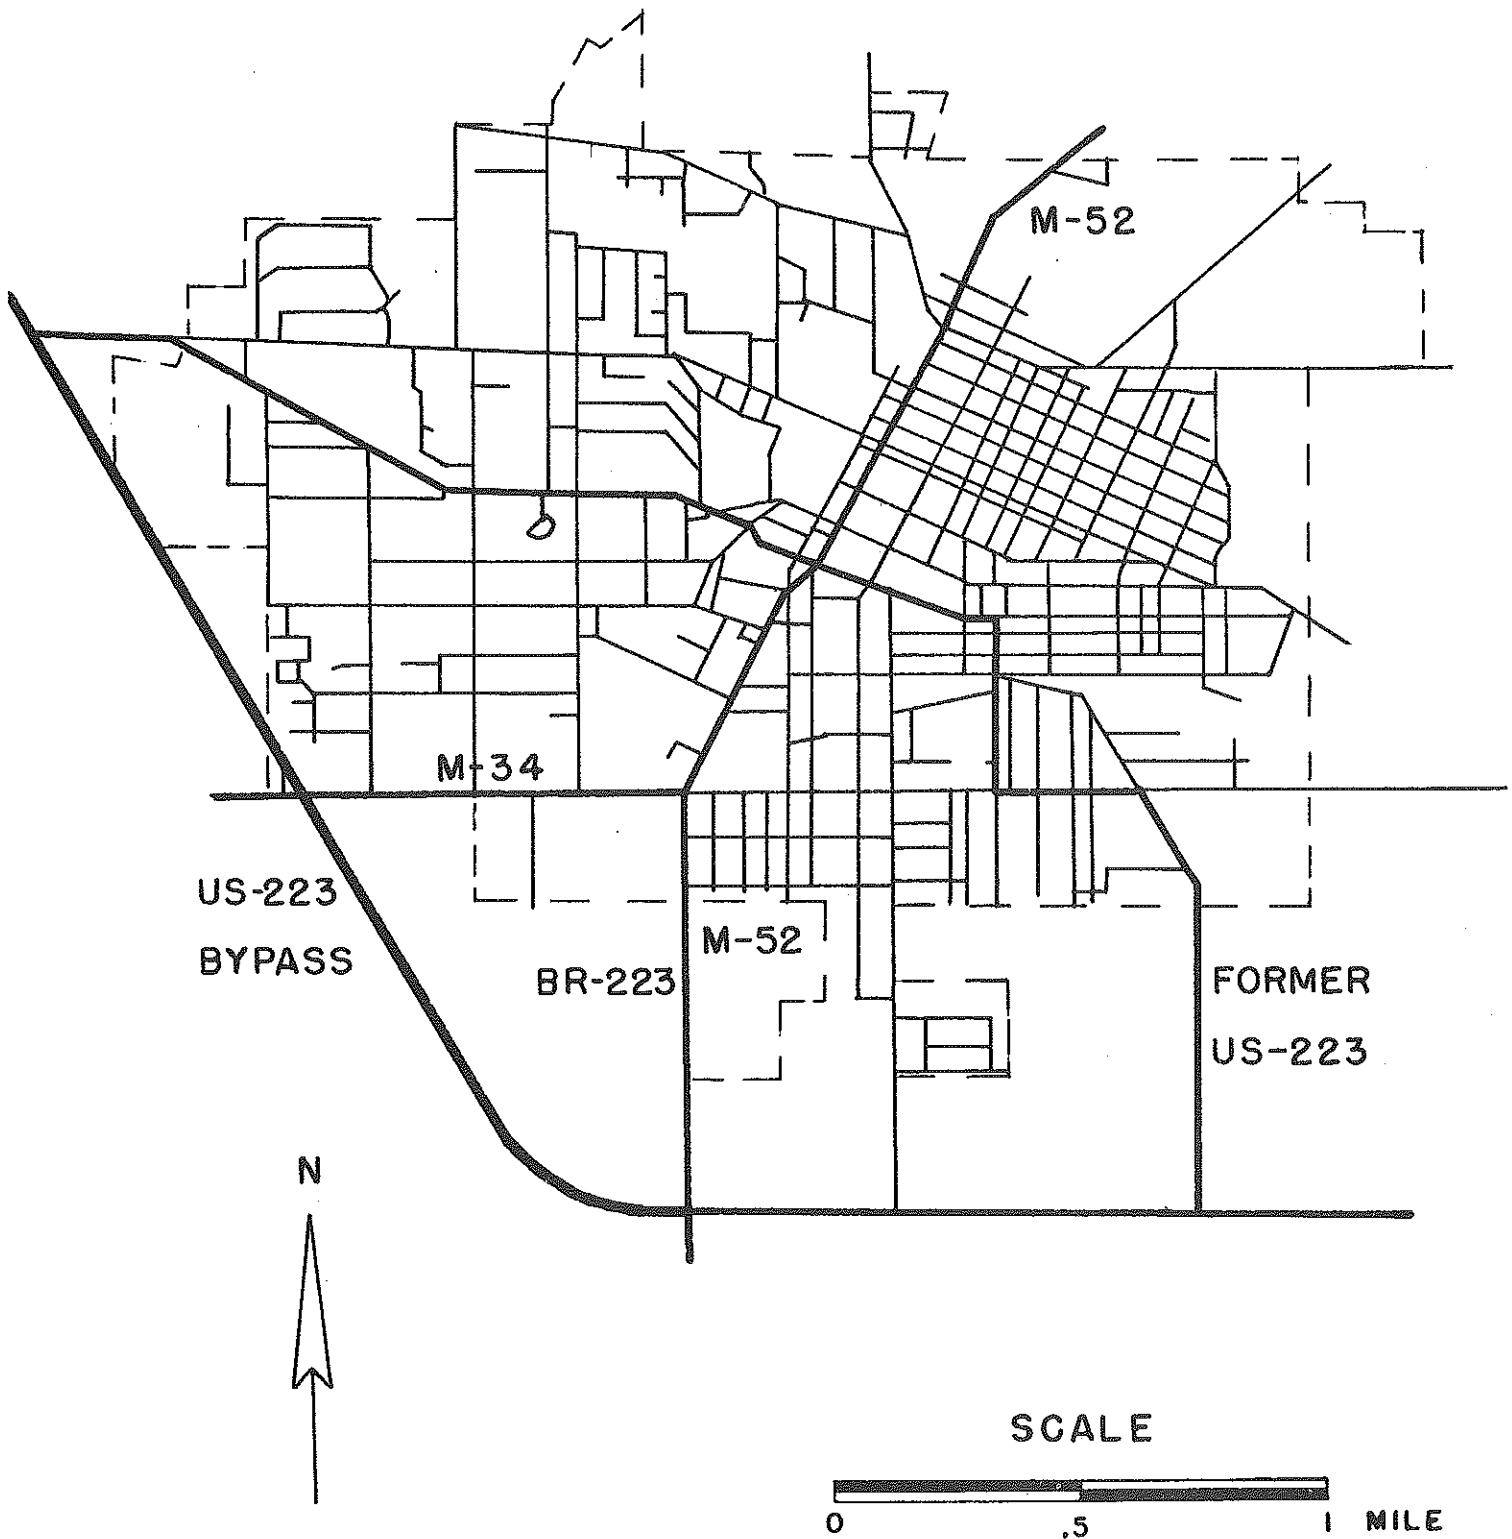 M-52
M-34
US-223
BYPASS
M-52
BR-223
FORMER
US-223
N
SCALE
0 .5 1 MILE